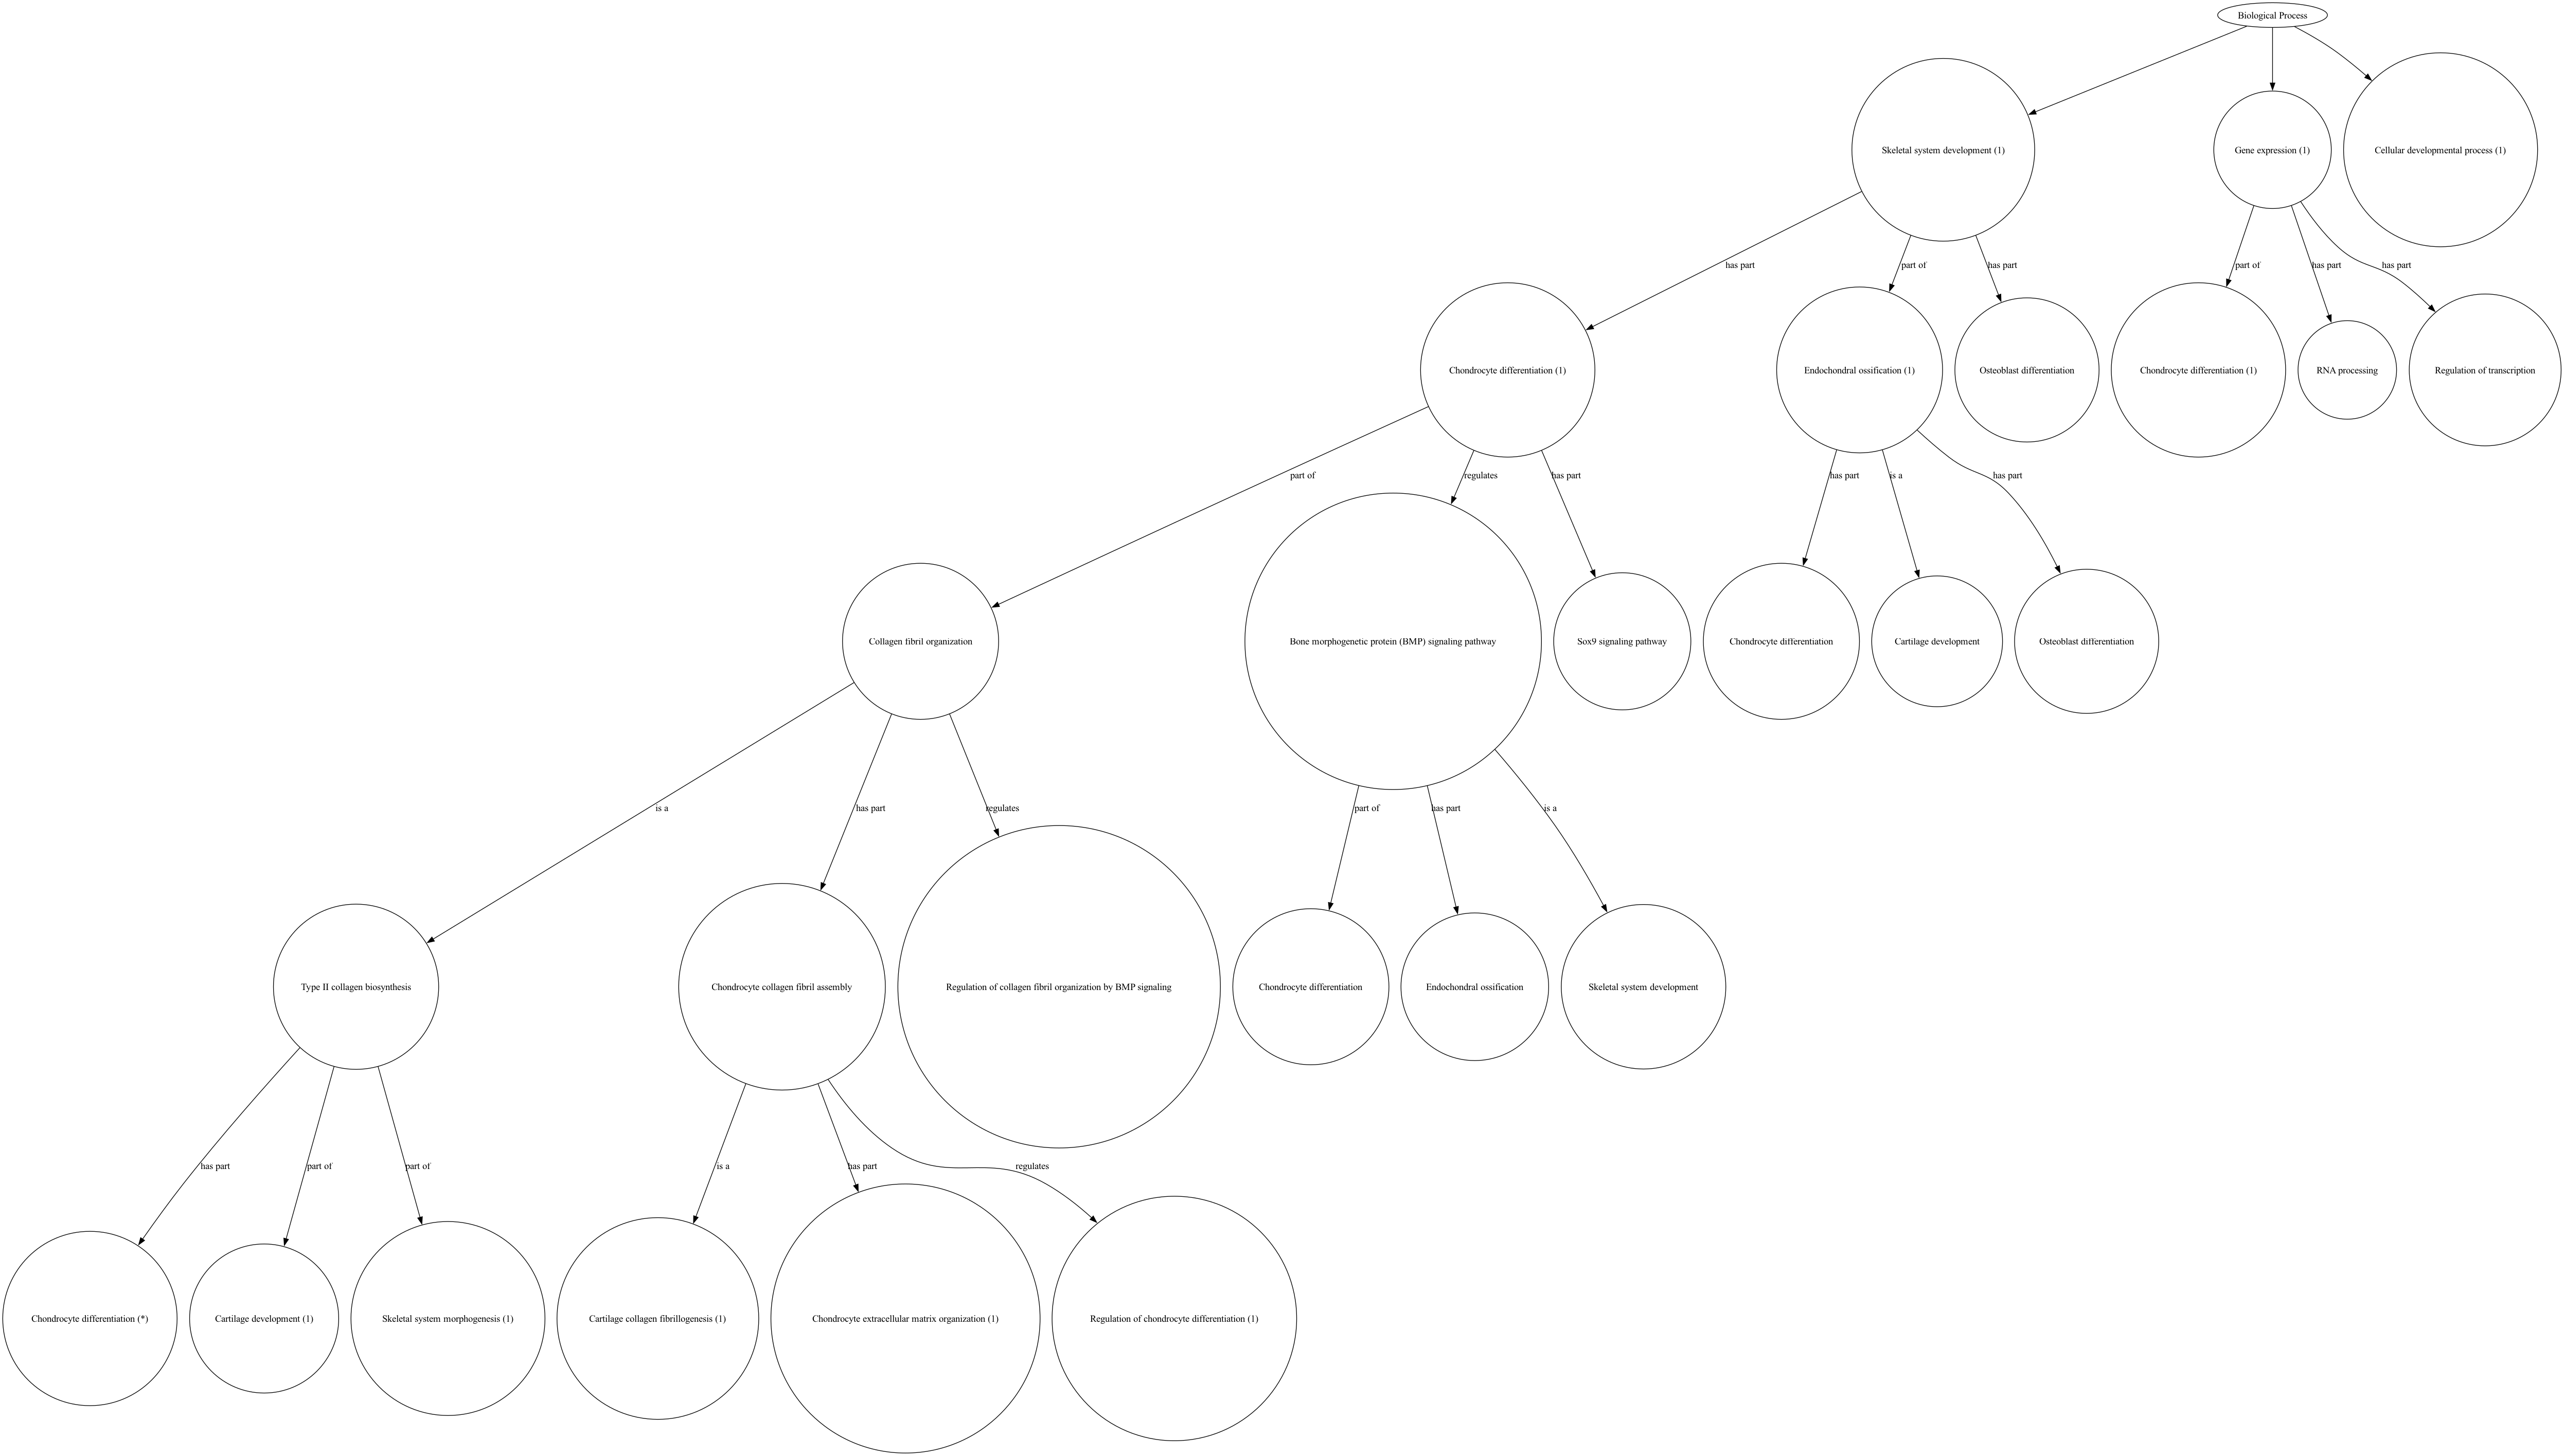 Biological Process
Skeletal system development (1)
Gene expression (1)
Cellular developmental process (1)
has part
part of
has part
part of
has part
has part
Chondrocyte differentiation (1)
Endochondral ossification (1)
Osteoblast differentiation
Chondrocyte differentiation (1)
RNA processing
Regulation of transcription
part of
regulates
has part
has part
is a
has part
Collagen fibril organization
Bone morphogenetic protein (BMP) signaling pathway
Sox9 signaling pathway
Chondrocyte differentiation
Cartilage development
Osteoblast differentiation
is a
has part
regulates
part of
has part
is a
Type II collagen biosynthesis
Chondrocyte collagen fibril assembly
Regulation of collagen fibril organization by BMP signaling
Chondrocyte differentiation
Endochondral ossification
Skeletal system development
has part
part of
part of
is a
has part
regulates
Chondrocyte differentiation (*)
Cartilage development (1)
Skeletal system morphogenesis (1)
Cartilage collagen fibrillogenesis (1)
Chondrocyte extracellular matrix organization (1)
Regulation of chondrocyte differentiation (1)